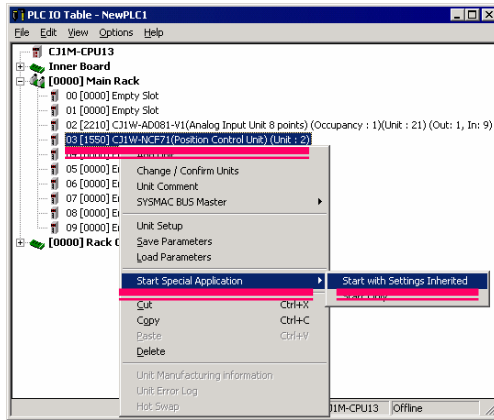 PLC IO Table - NewPLC1
File Edit View Options Help
CJ1M-CPU13
Inner Board
[0000] Main Rack
00 [0000] Empty Slot
01 [0000] Empty Slot
02 [2210] CJ1W-AD081-V1(Analog Input Unit 8 points) (Occupancy : 1)(Unit : 21) (Out: 1, In: 9)
03 [1550] CJ1W-NCF71(Position Control Unit) (Unit : 2)
05 [0000] E
06 [0000] E
07 [0000] E
08 [0000] E
09 [0000] E
[0000] Rack
Change / Confirm Units
Unit Comment
SYSMAC BUS Master
Unit Setup
Save Parameters
Load Parameters
Start Special Application
Start with Settings Inherited
Start Only
Cut Ctrl+X
Copy Ctrl+C
Paste Ctrl+V
Delete
Unit Manufacturing information
Unit Error Log
Hot Swap
J1M-CPU13 Offline